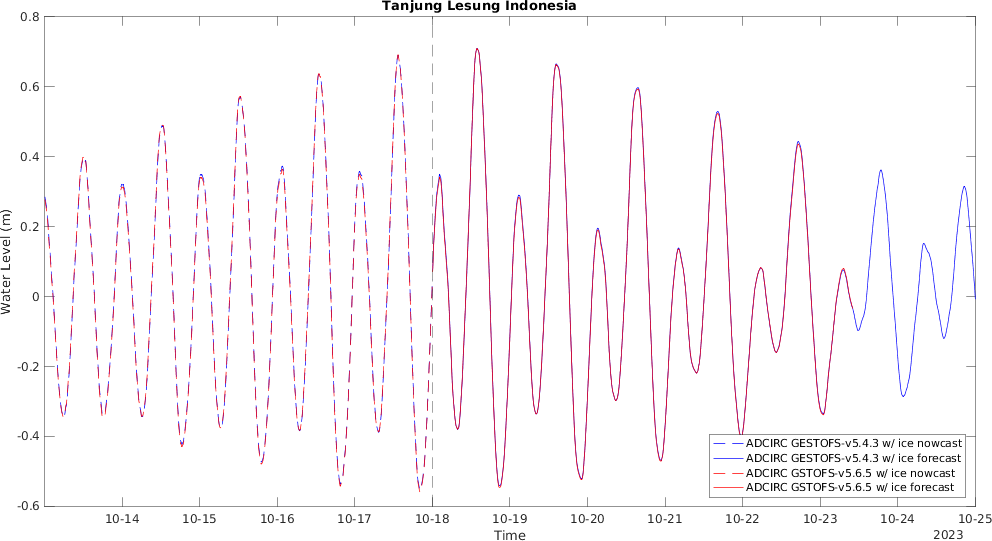 Tanjung Lesung Indonesia
0.8
0.6
0.4
0.2
0
-0.2
-0.4
-0.6
Water Level (m)
ADCIRC GESTOFS-v5.4.3 w/ ice nowcast
ADCIRC GESTOFS-v5.4.3 w/ ice forecast
ADCIRC GSTOFS-v5.6.5 w/ ice nowcast
ADCIRC GSTOFS-v5.6.5 w/ ice forecast
10-14 10-15 10-16 10-17 10-18 10-19 10-20 10-21 10-22 10-23 10-24 10-25
Time
2023